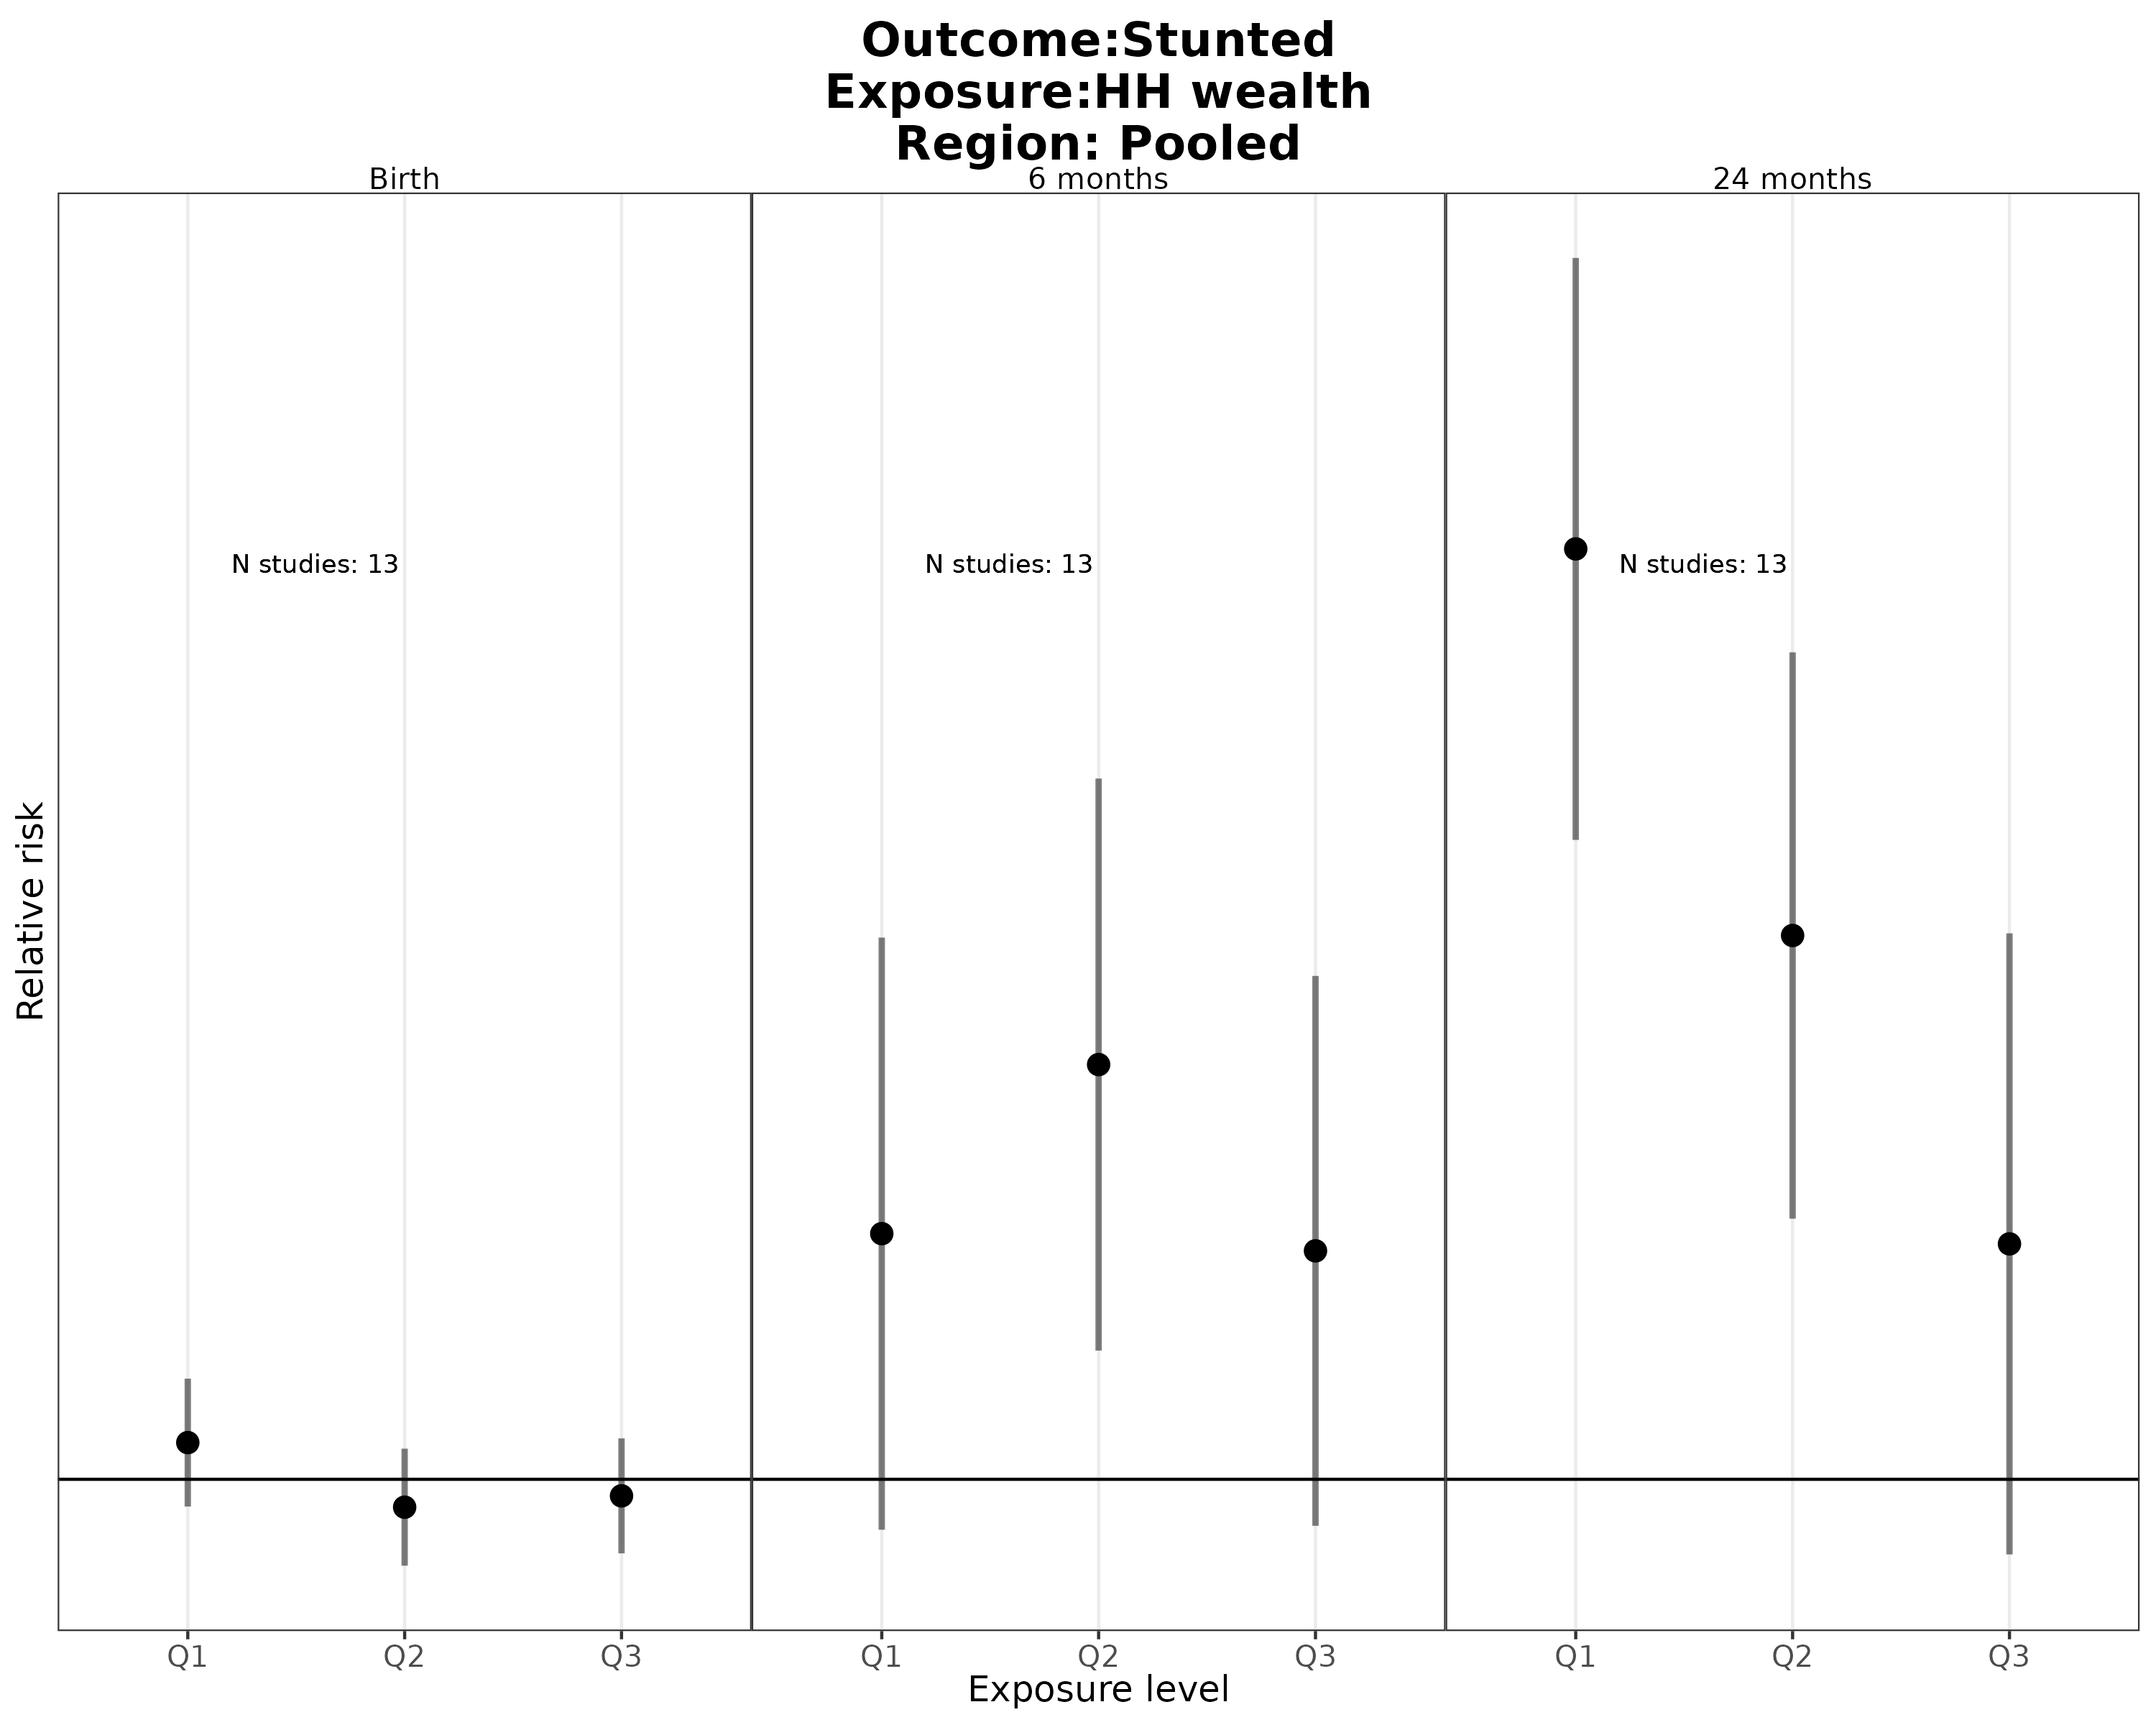 Outcome:Stunted
Exposure:HH wealth
Region: Pooled
Birth
6 months
24 months
N studies: 13
N studies: 13
N studies: 13
Relative risk
Q1
Q2
Q3
Q1
Q2
Q3
Q1
Q2
Q3
Exposure level